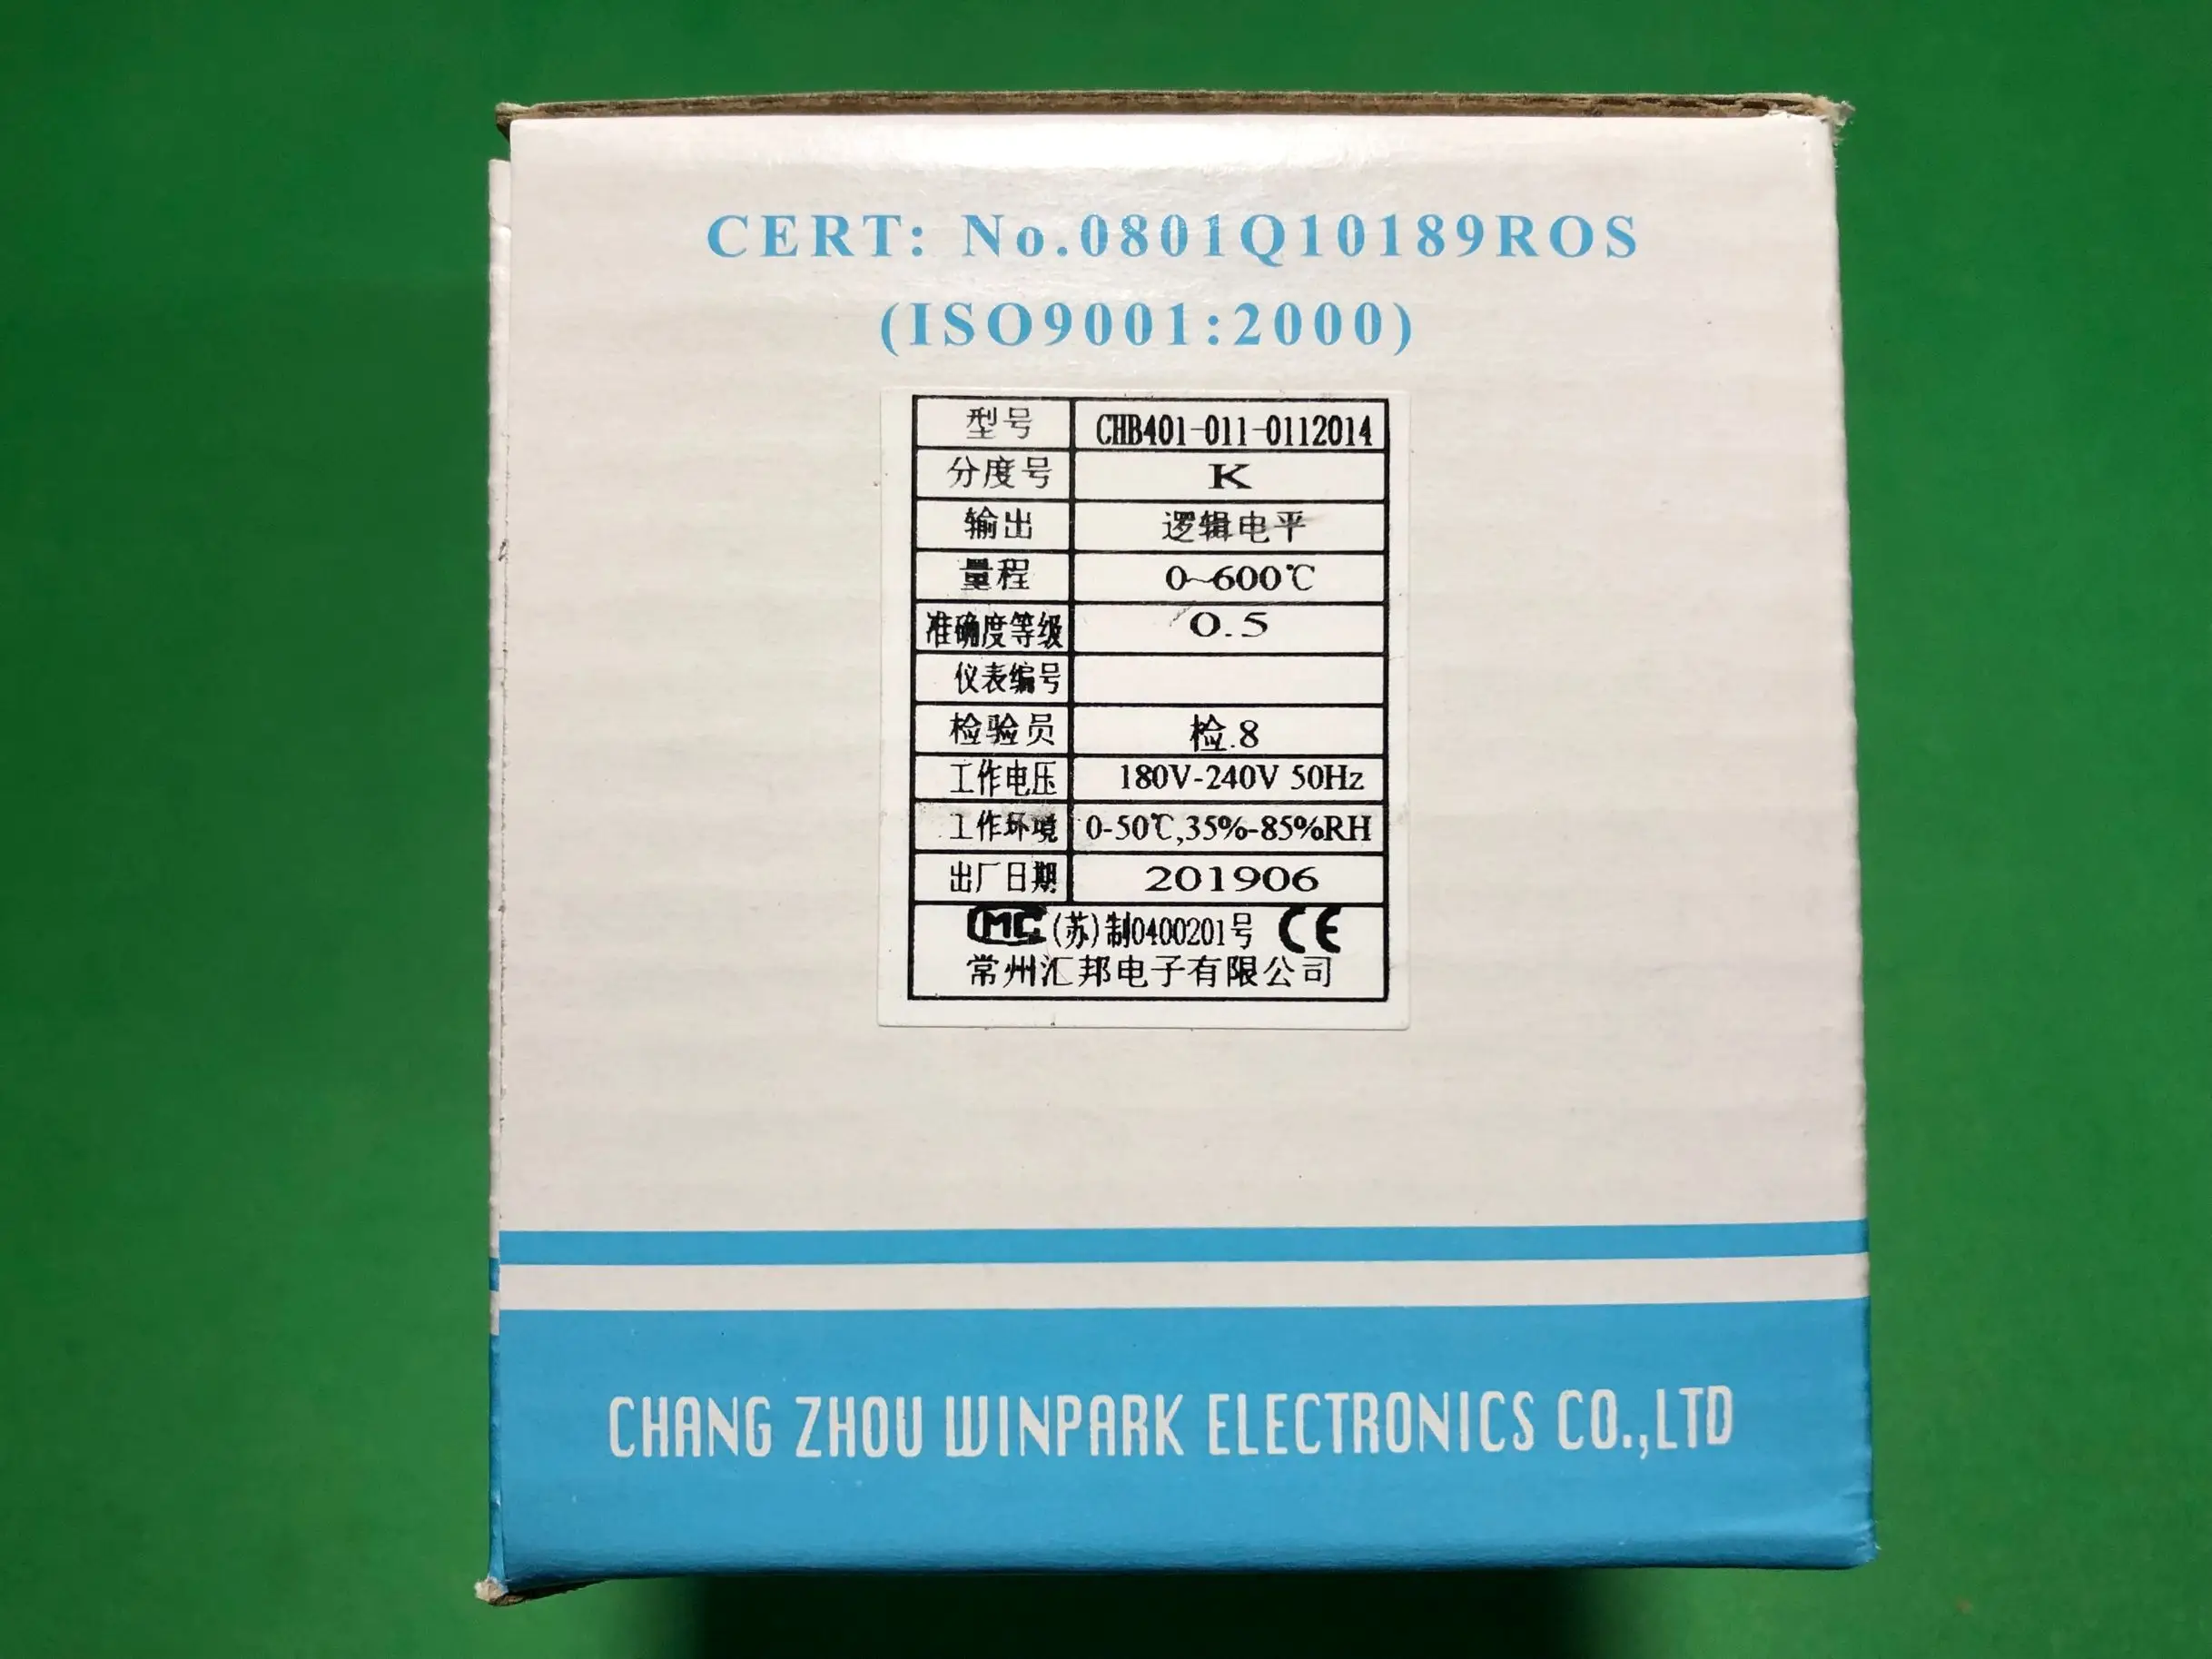 CERT: No.0801Q10189ROS
(ISO9001:2000)
型号 CHB401-011-0112014
分度号 K
输出 逻辑电平
量程 0~600℃
准确度等级 0.5
仪表编号
检验员 检.8
工作电压 180V-240V 50Hz
工作环境 0-50℃,35%-85%RH
出厂日期 201906
MC (苏)制0400201号 CE
常州汇邦电子有限公司
CHANG ZHOU WINPARK ELECTRONICS CO.,LTD